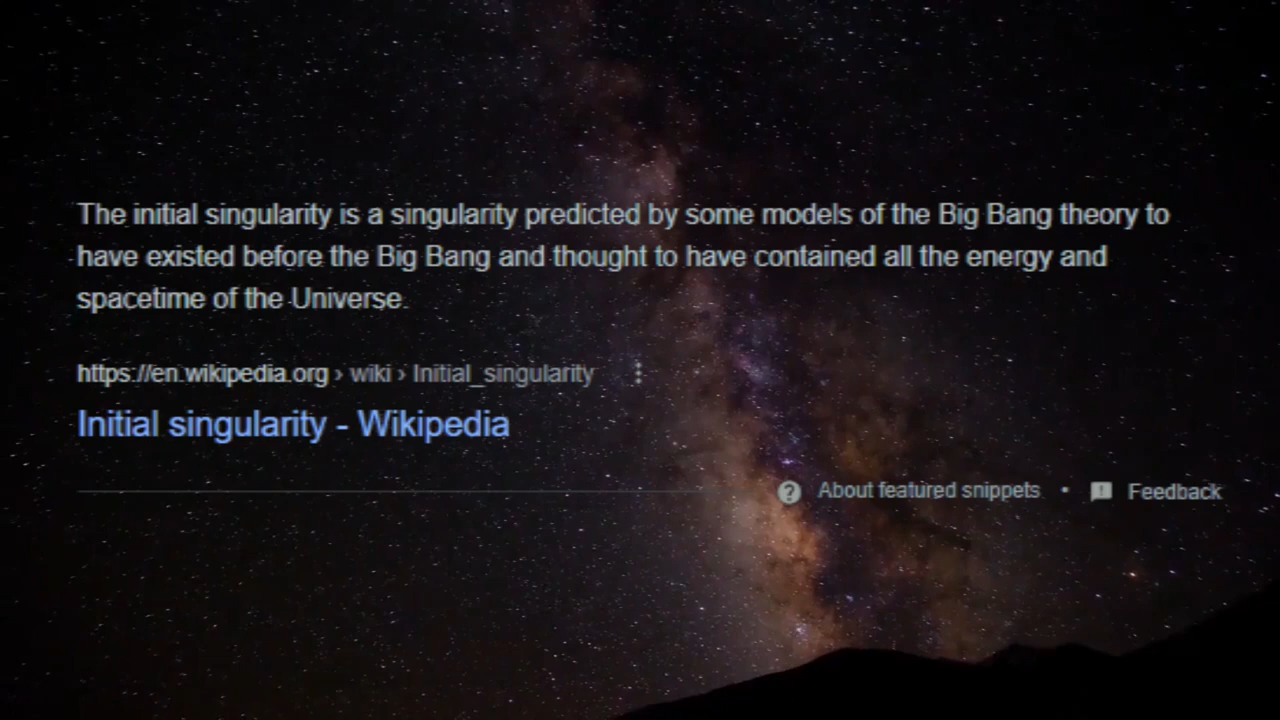 The initial singularity is a singularity predicted by some models of the Big Bang theory to
have existed before the Big Bang and thought to have contained all the energy and
spacetime of the Universe.
https://en.wikipedia.org › wiki › Initial_singularity
Initial singularity - Wikipedia
About featured snippets • Feedback